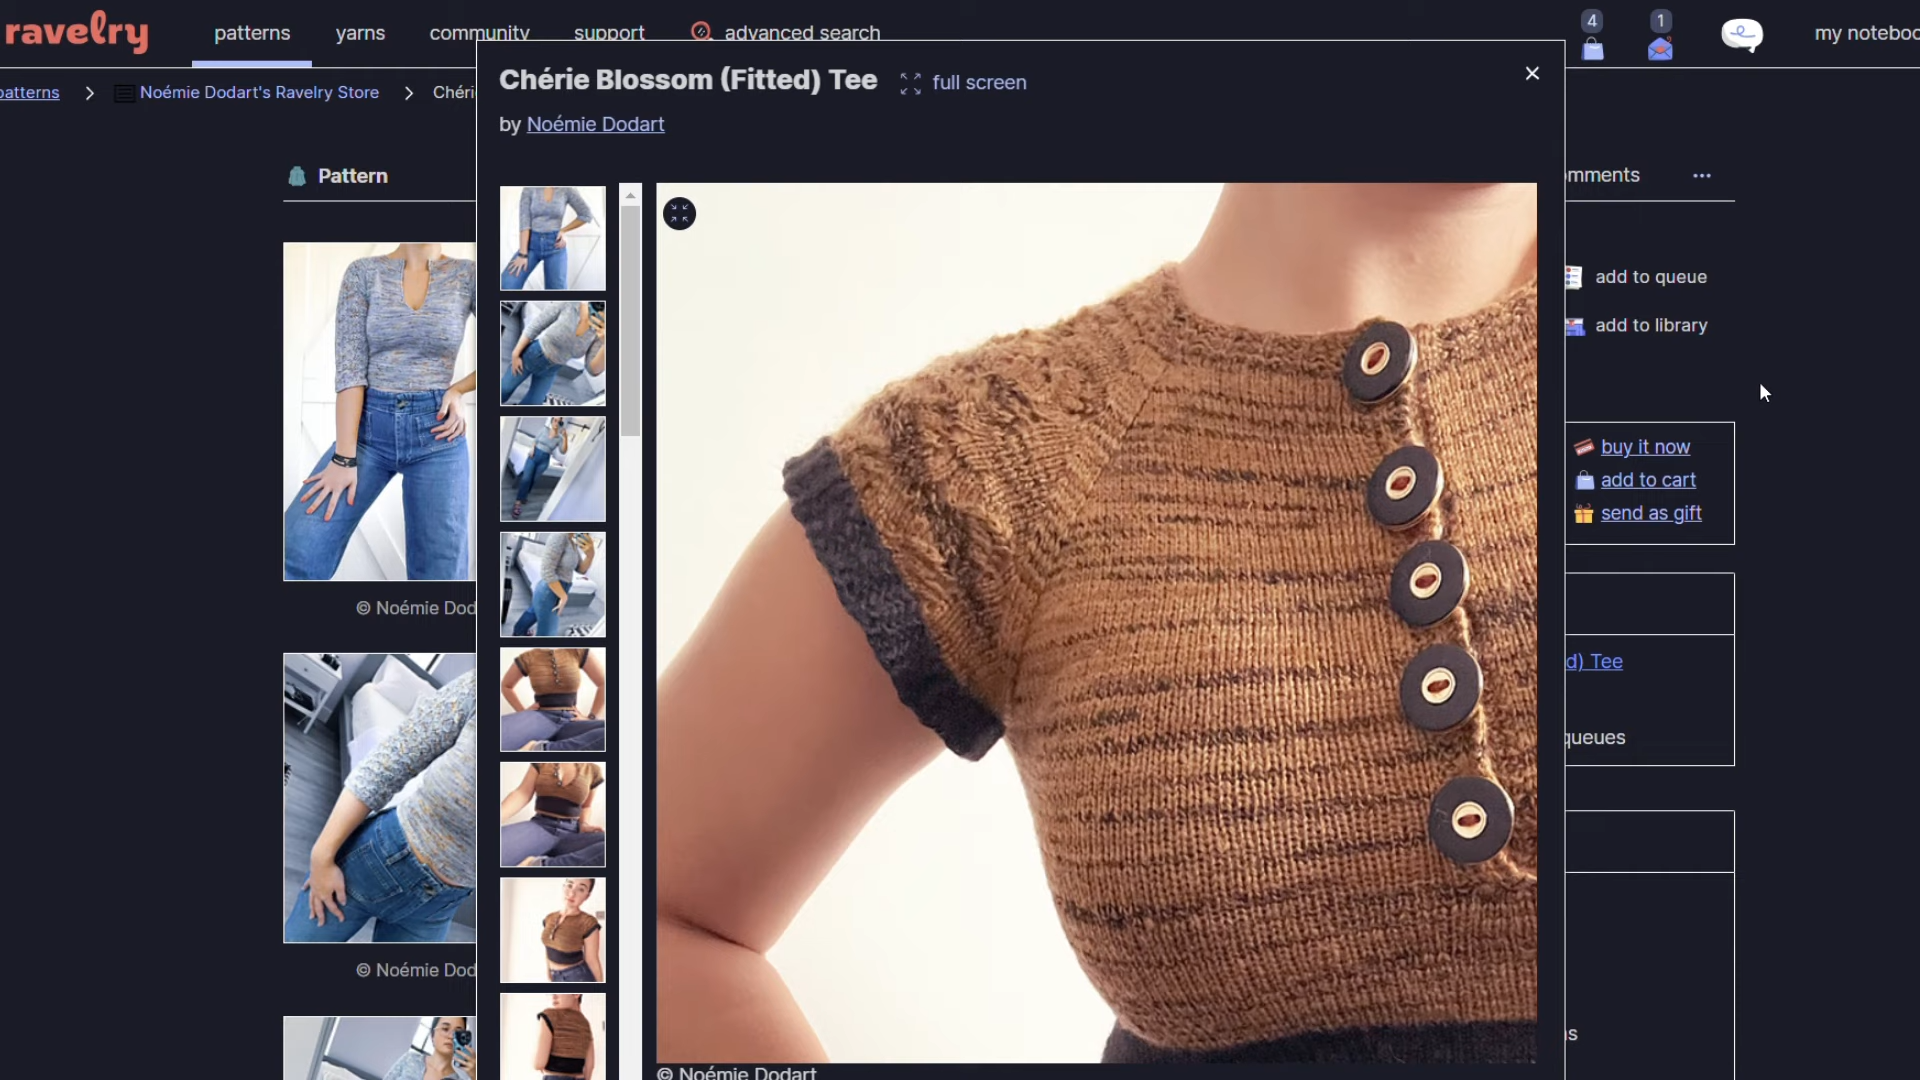 ravelry
patterns
yarns
community
support
advanced search
4
1
my noteboo
patterns
Noémie Dodart's Ravelry Store
Chéri
Chérie Blossom (Fitted) Tee
full screen
by Noémie Dodart
Pattern
omments
add to queue
add to library
buy it now
add to cart
send as gift
© Noémie Dod
d) Tee
queues
© Noémie Dod
s
© Noémie Dodart